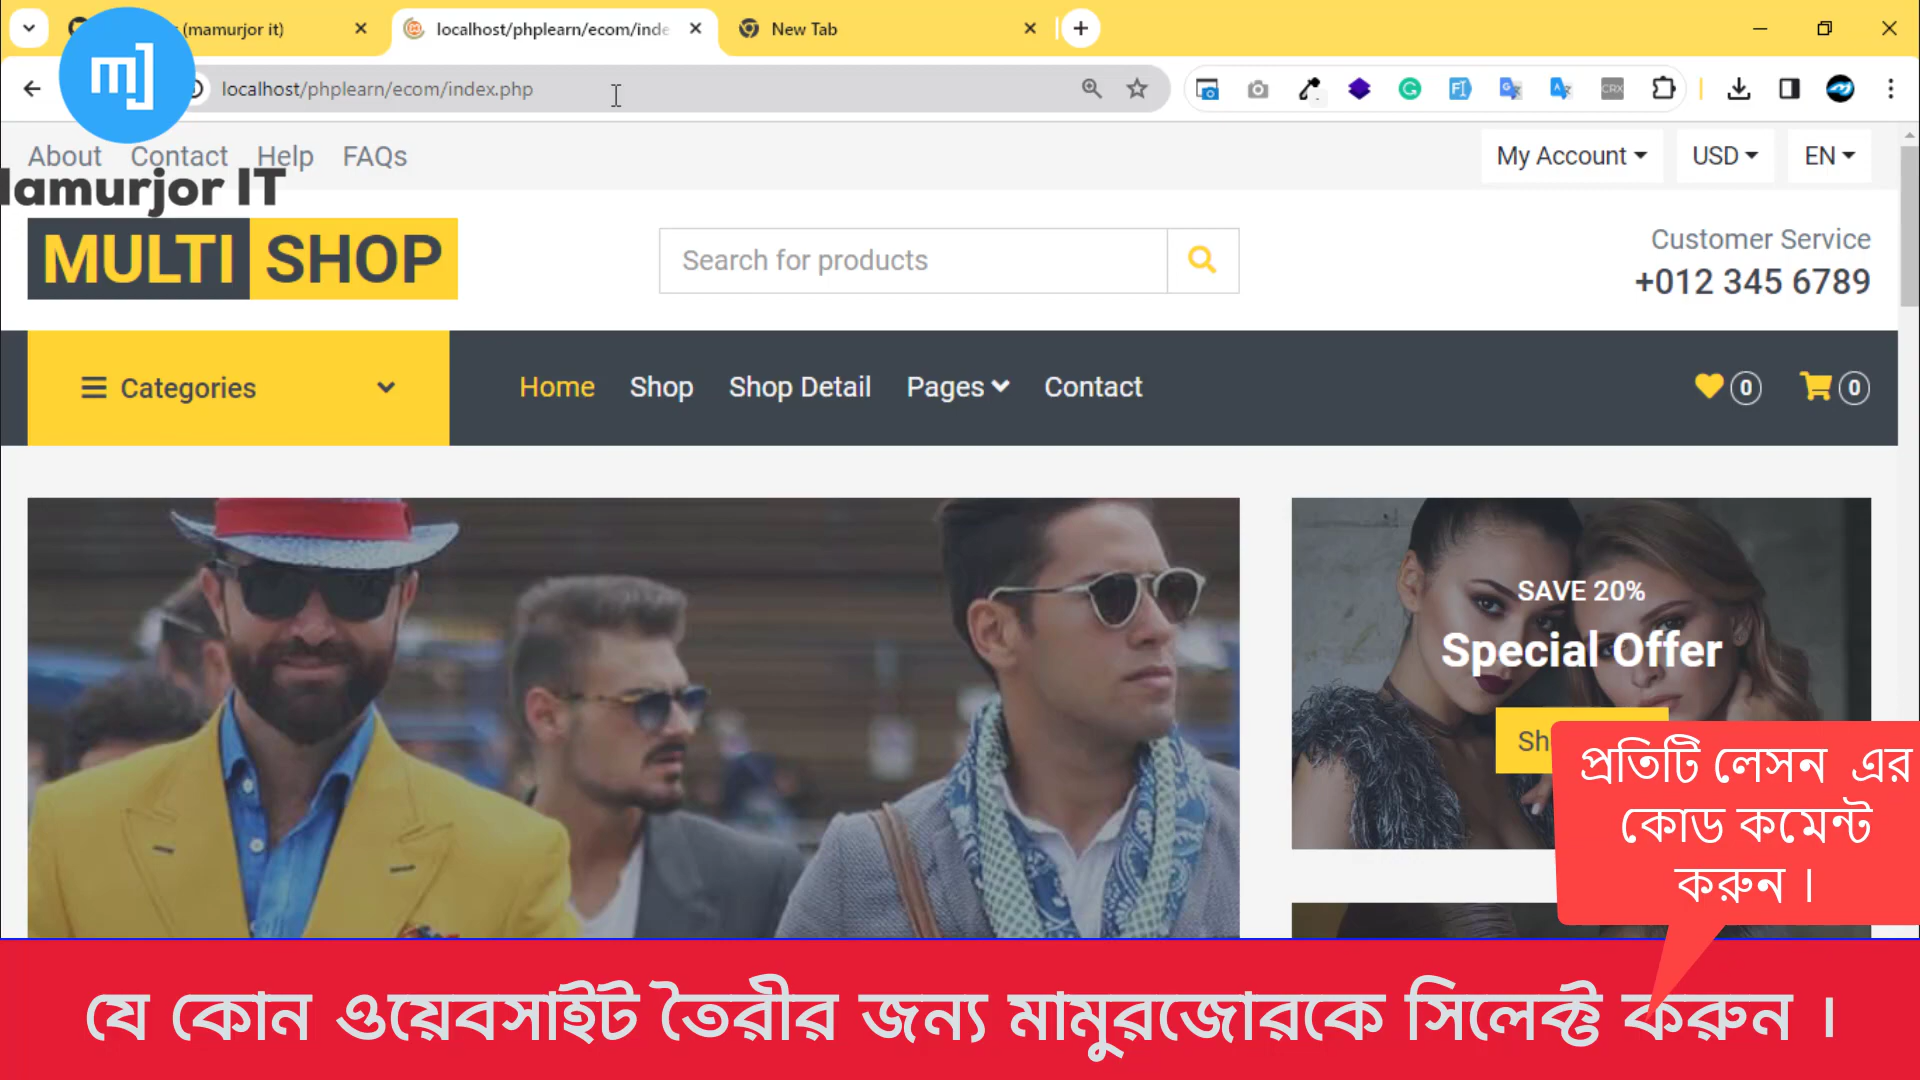 (mamurjor it)
localhost/phplearn/ecom/inde
New Tab
localhost/phplearn/ecom/index.php
About Contact Help FAQs
My Account USD EN
mj
Mamurjor IT
MULTI SHOP
Search for products
Customer Service
+012 345 6789
Categories
Home Shop Shop Detail Pages Contact
0 0
SAVE 20%
Special Offer
প্রতিটি লেসন এর
কোড কমেন্ট
করুন ।
যে কোন ওয়েবসাইট তৈরীর জন্য মামুরজোরকে সিলেক্ট করুন ।